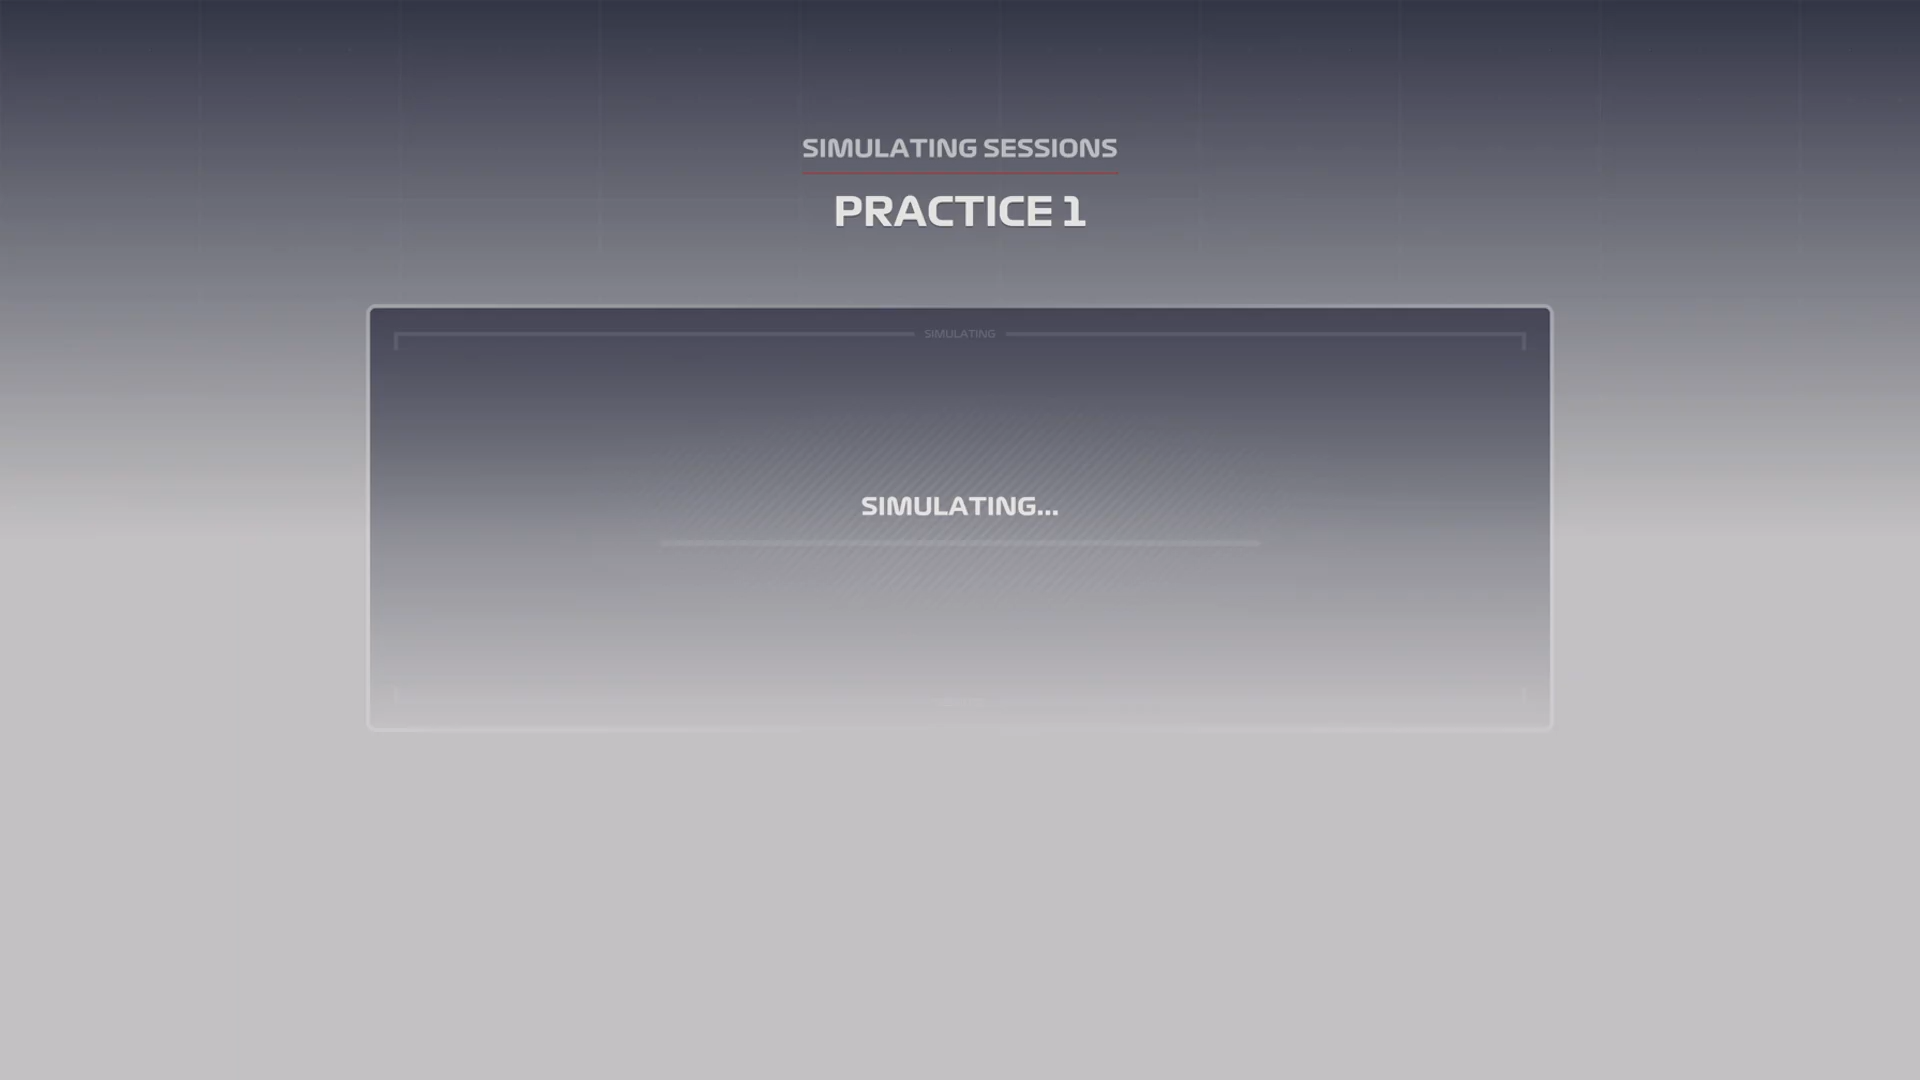 SIMULATING SESSIONS
PRACTICE 1
SIMULATING
SIMULATING...